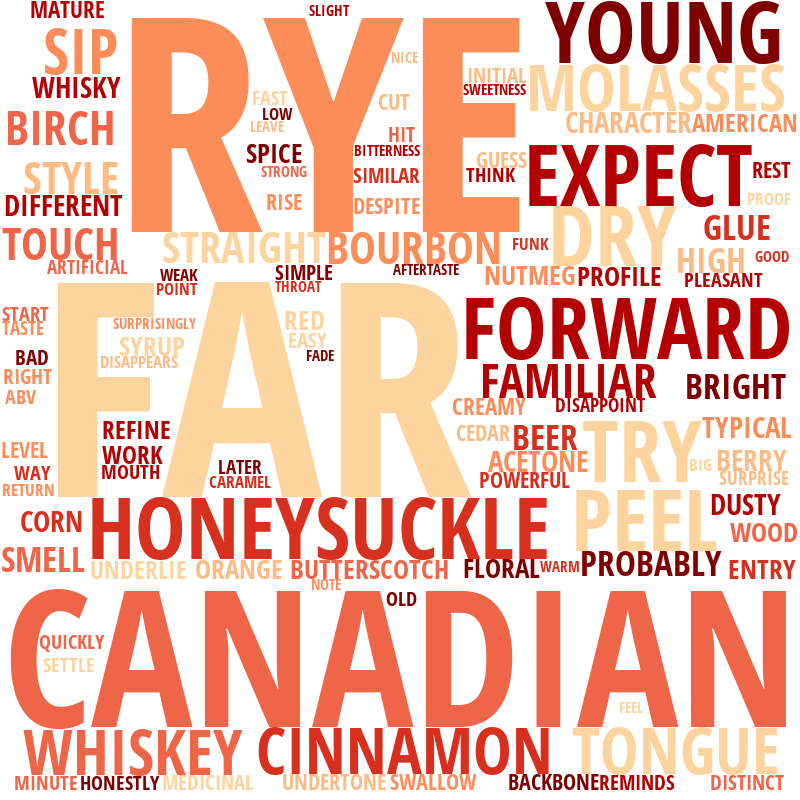 MATURE
SLIGHT
RYE
YOUNG
SIP
NICE
WHISKY
INITIAL
SWEETNESS
MOLASSES
FAST
CUT
LOW
LEAVE
BIRCH
HIT
CHARACTER
AMERICAN
SPICE
BITTERNESS
GUESS
EXPECT
REST
STRONG
SIMILAR
THINK
STYLE
RISE
DESPITE
PROOF
DIFFERENT
DRY
GLUE
TOUCH
STRAIGHT
BOURBON
FUNK
HIGH
GOOD
ARTIFICIAL
WEAK
SIMPLE
AFTERTASTE
NUTMEG
PROFILE
PLEASANT
POINT
THROAT
FAR
START
TASTE
SURPRISINGLY
RED
FORWARD
SYRUP
EASY
BAD
DISAPPEARS
FADE
RIGHT
FAMILIAR
BRIGHT
ABV
CREAMY
DISAPPOINT
REFINE
CEDAR
BEER
TRY
TYPICAL
LEVEL
WORK
ACETONE
BIG
BERRY
WAY
MOUTH
LATER
POWERFUL
SURPRISE
RETURN
CARAMEL
CORN
HONEYSUCKLE
PEEL
DUSTY
WOOD
SMELL
UNDERLIE
ORANGE
BUTTERSCOTCH
FLORAL
WARM
PROBABLY
ENTRY
NOTE
OLD
CANADIAN
QUICKLY
SETTLE
FEEL
WHISKEY
CINNAMON
TONGUE
MINUTE
HONESTLY
MEDICINAL
UNDERTONE
SWALLOW
BACKBONE
REMINDS
DISTINCT